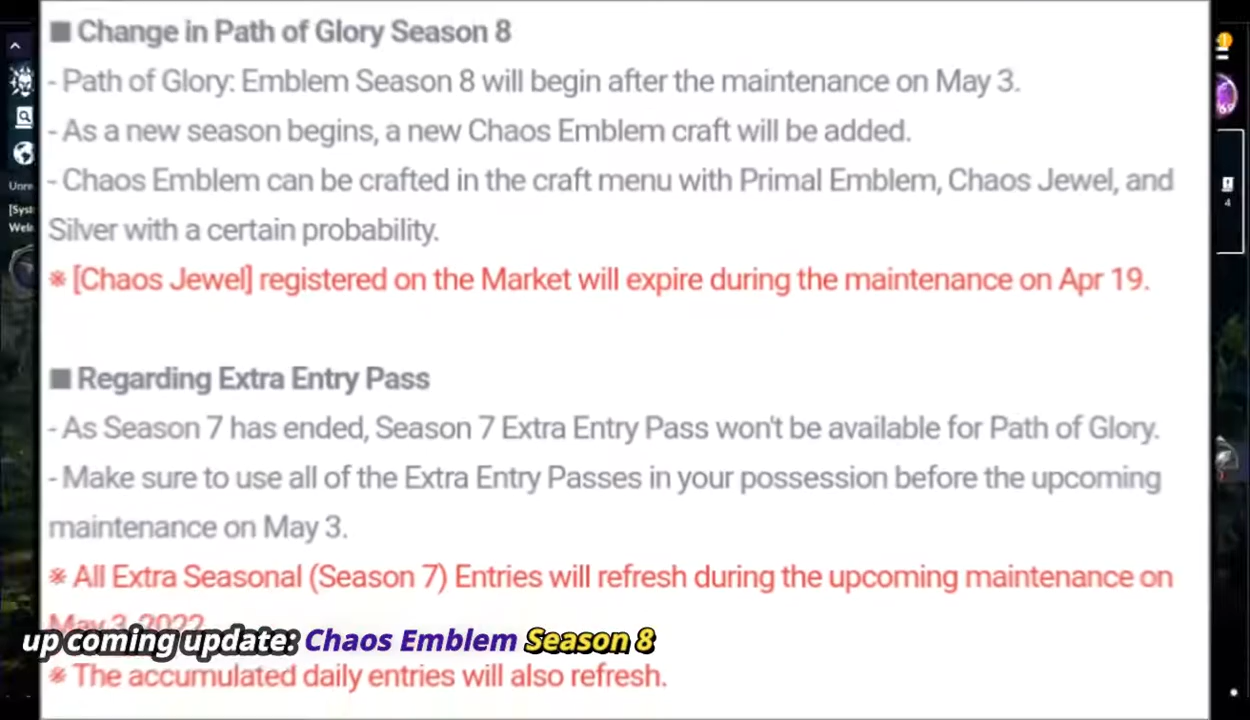 ■ Change in Path of Glory Season 8
- Path of Glory: Emblem Season 8 will begin after the maintenance on May 3.
- As a new season begins, a new Chaos Emblem craft will be added.
- Chaos Emblem can be crafted in the craft menu with Primal Emblem, Chaos Jewel, and
Silver with a certain probability.
※ [Chaos Jewel] registered on the Market will expire during the maintenance on Apr 19.
■ Regarding Extra Entry Pass
- As Season 7 has ended, Season 7 Extra Entry Pass won't be available for Path of Glory.
- Make sure to use all of the Extra Entry Passes in your possession before the upcoming
maintenance on May 3.
※ All Extra Seasonal (Season 7) Entries will refresh during the upcoming maintenance on
May 3, 2022
up coming update: Chaos Emblem Season 8
※ The accumulated daily entries will also refresh.
4